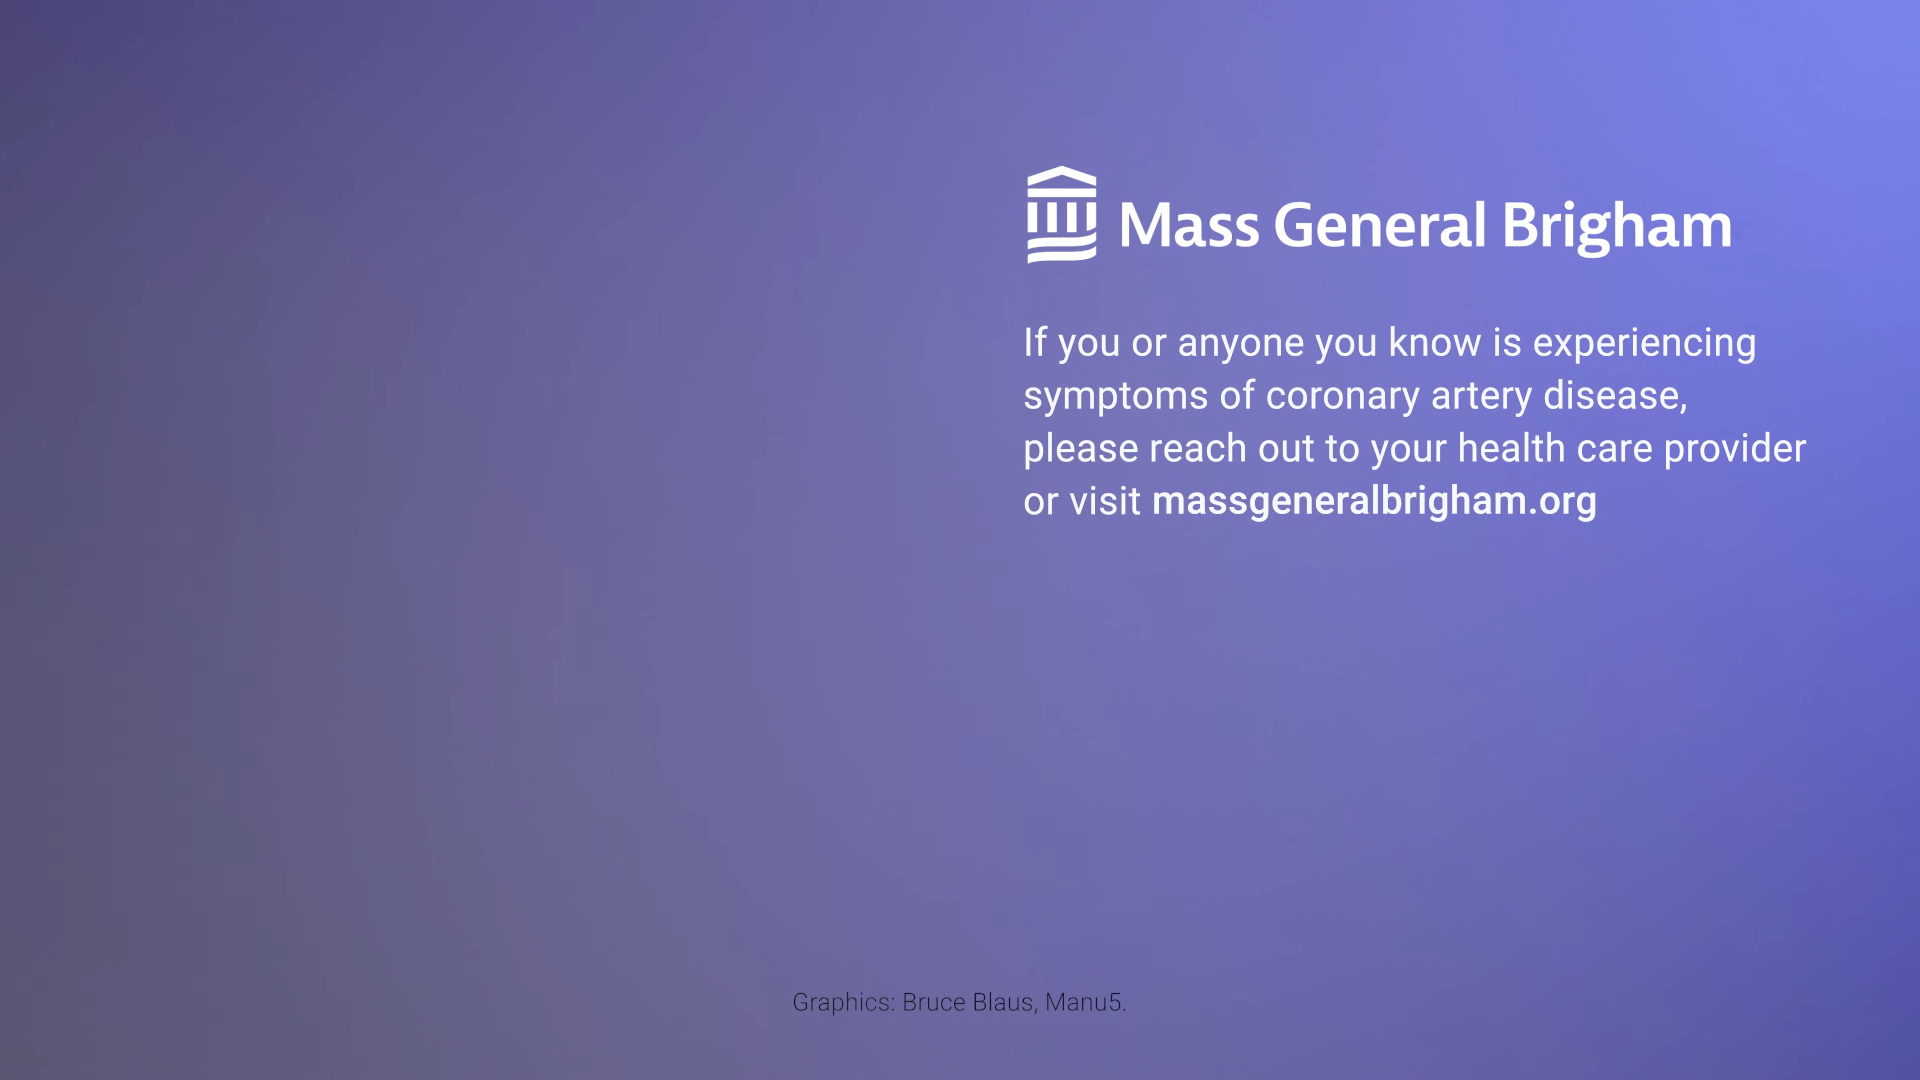 Mass General Brigham
If you or anyone you know is experiencing
symptoms of coronary artery disease,
please reach out to your health care provider
or visit massgeneralbrigham.org
Graphics: Bruce Blaus, Manu5.